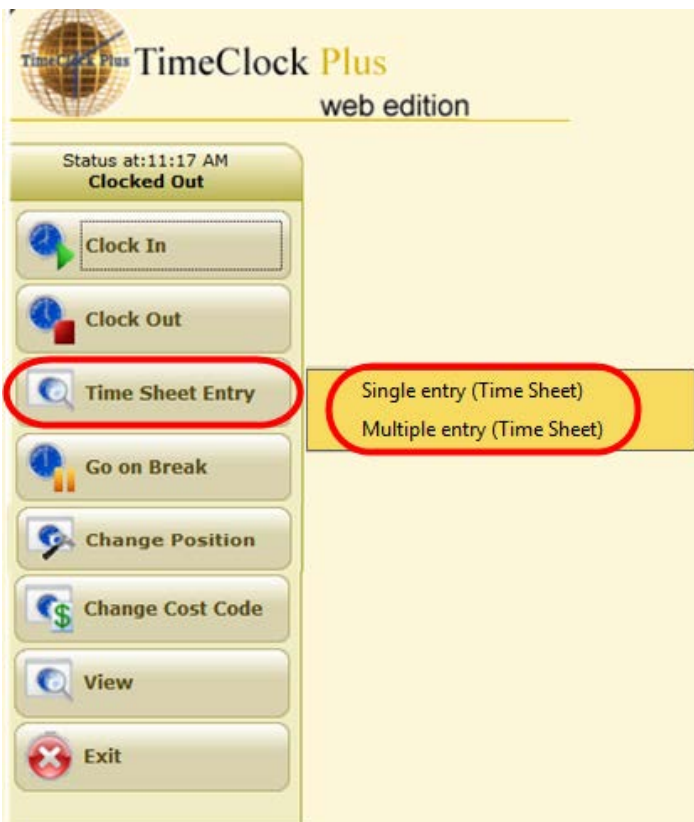 TimeClock Plus
TimeClock Plus
web edition
Status at:11:17 AM
Clocked Out
Clock In
Clock Out
Time Sheet Entry
Single entry (Time Sheet)
Multiple entry (Time Sheet)
Go on Break
Change Position
Change Cost Code
View
Exit